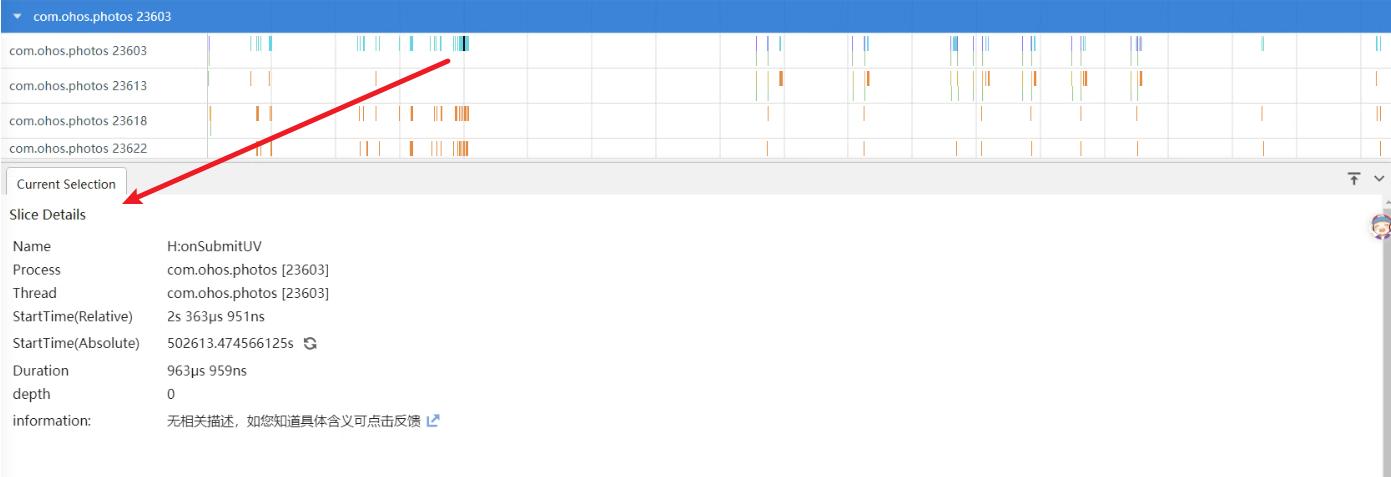 com.ohos.photos 23603
com.ohos.photos 23603
com.ohos.photos 23613
com.ohos.photos 23618
com.ohos.photos 23622
Current Selection
Slice Details
Name H:onSubmitUV
Process com.ohos.photos [23603]
Thread com.ohos.photos [23603]
StartTime(Relative) 2s 363μs 951ns
StartTime(Absolute) 502613.474566125s
Duration 963μs 959ns
depth 0
information: 无相关描述，如您知道具体含义可点击反馈